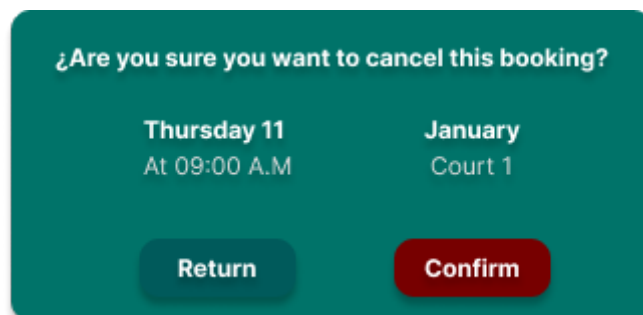 ¿Are you sure you want to cancel this booking?
Thursday 11
January
At 09:00 A.M
Court 1
Return
Confirm